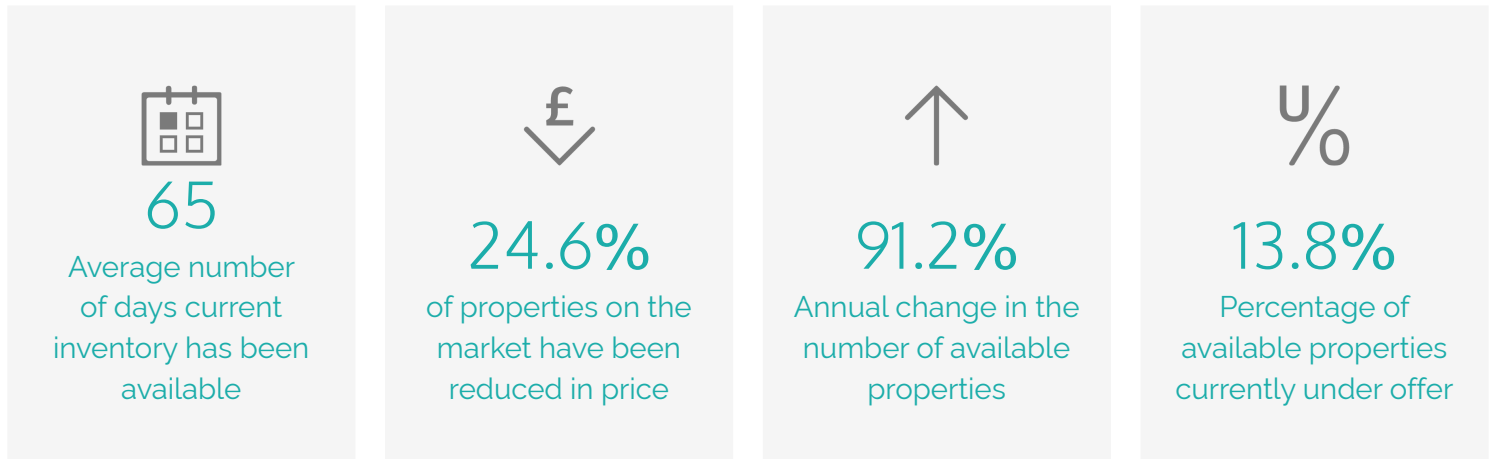 65
Average number
of days current
inventory has been
available
£
24.6%
of properties on the
market have been
reduced in price
91.2%
Annual change in the
number of available
properties
U/O
13.8%
Percentage of
available properties
currently under offer